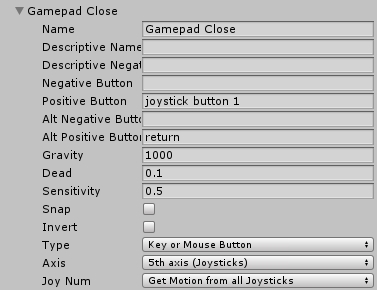 Gamepad Close
Name Gamepad Close
Descriptive Name
Descriptive Negat
Negative Button
Positive Button joystick button 1
Alt Negative Butto
Alt Positive Button return
Gravity 1000
Dead 0.1
Sensitivity 0.5
Snap
Invert
Type Key or Mouse Button
Axis 5th axis (Joysticks)
Joy Num Get Motion from all Joysticks